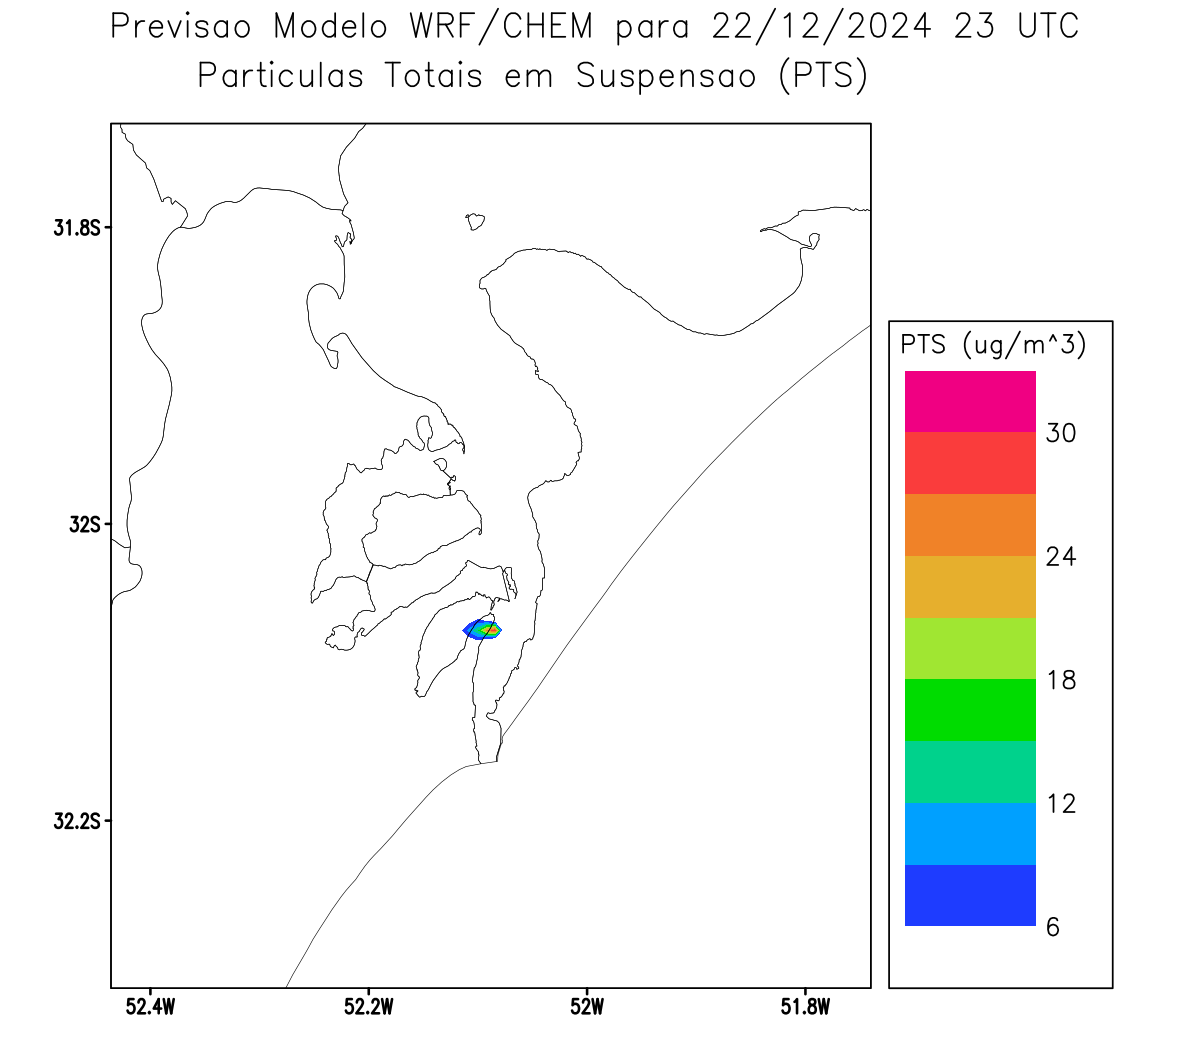 Previsao Modelo WRF/CHEM para 22/12/2024 23 UTC
Particulas Totais em Suspensao (PTS)
31.8S
32S
32.2S
52.4W
52.2W
52W
51.8W
PTS (ug/m^3)
30
24
18
12
6